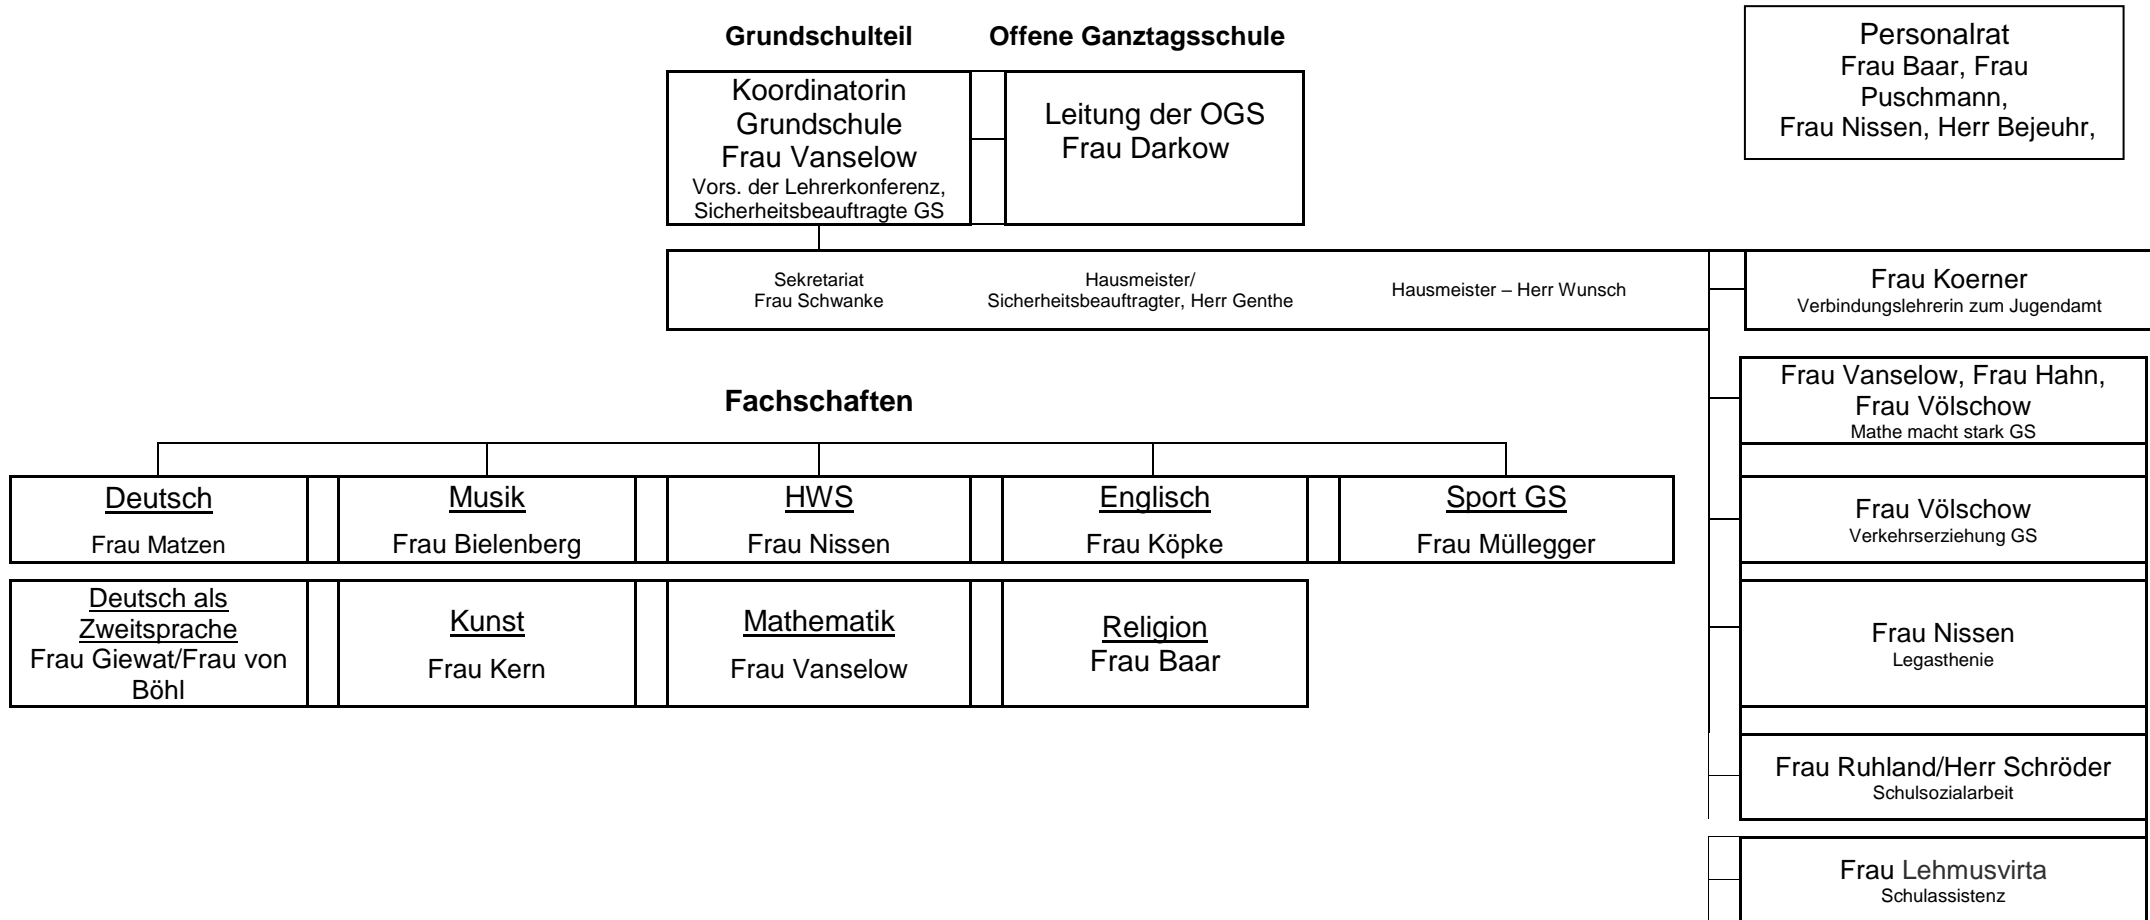 Grundschulteil
Offene Ganztagsschule
Koordinatorin
Grundschule
Frau Vanselow
Vors. der Lehrerkonferenz,
Sicherheitsbeauftragte GS
Leitung der OGS
Frau Darkow
Personalrat
Frau Baar, Frau
Puschmann,
Frau Nissen, Herr Bejeuhr,
Sekretariat
Frau Schwanke
Hausmeister/
Sicherheitsbeauftragter, Herr Genthe
Hausmeister – Herr Wunsch
Frau Koerner
Verbindungslehrerin zum Jugendamt
Frau Vanselow, Frau Hahn,
Frau Völschow
Mathe macht stark GS
Fachschaften
Deutsch
Frau Matzen
Musik
Frau Bielenberg
HWS
Frau Nissen
Englisch
Frau Köpke
Sport GS
Frau Müllegger
Frau Völschow
Verkehrserziehung GS
Deutsch als
Zweitsprache
Frau Giewat/Frau von
Böhl
Kunst
Frau Kern
Mathematik
Frau Vanselow
Religion
Frau Baar
Frau Nissen
Legasthenie
Frau Ruhland/Herr Schröder
Schulsozialarbeit
Frau Lehmusvirta
Schulassistenz